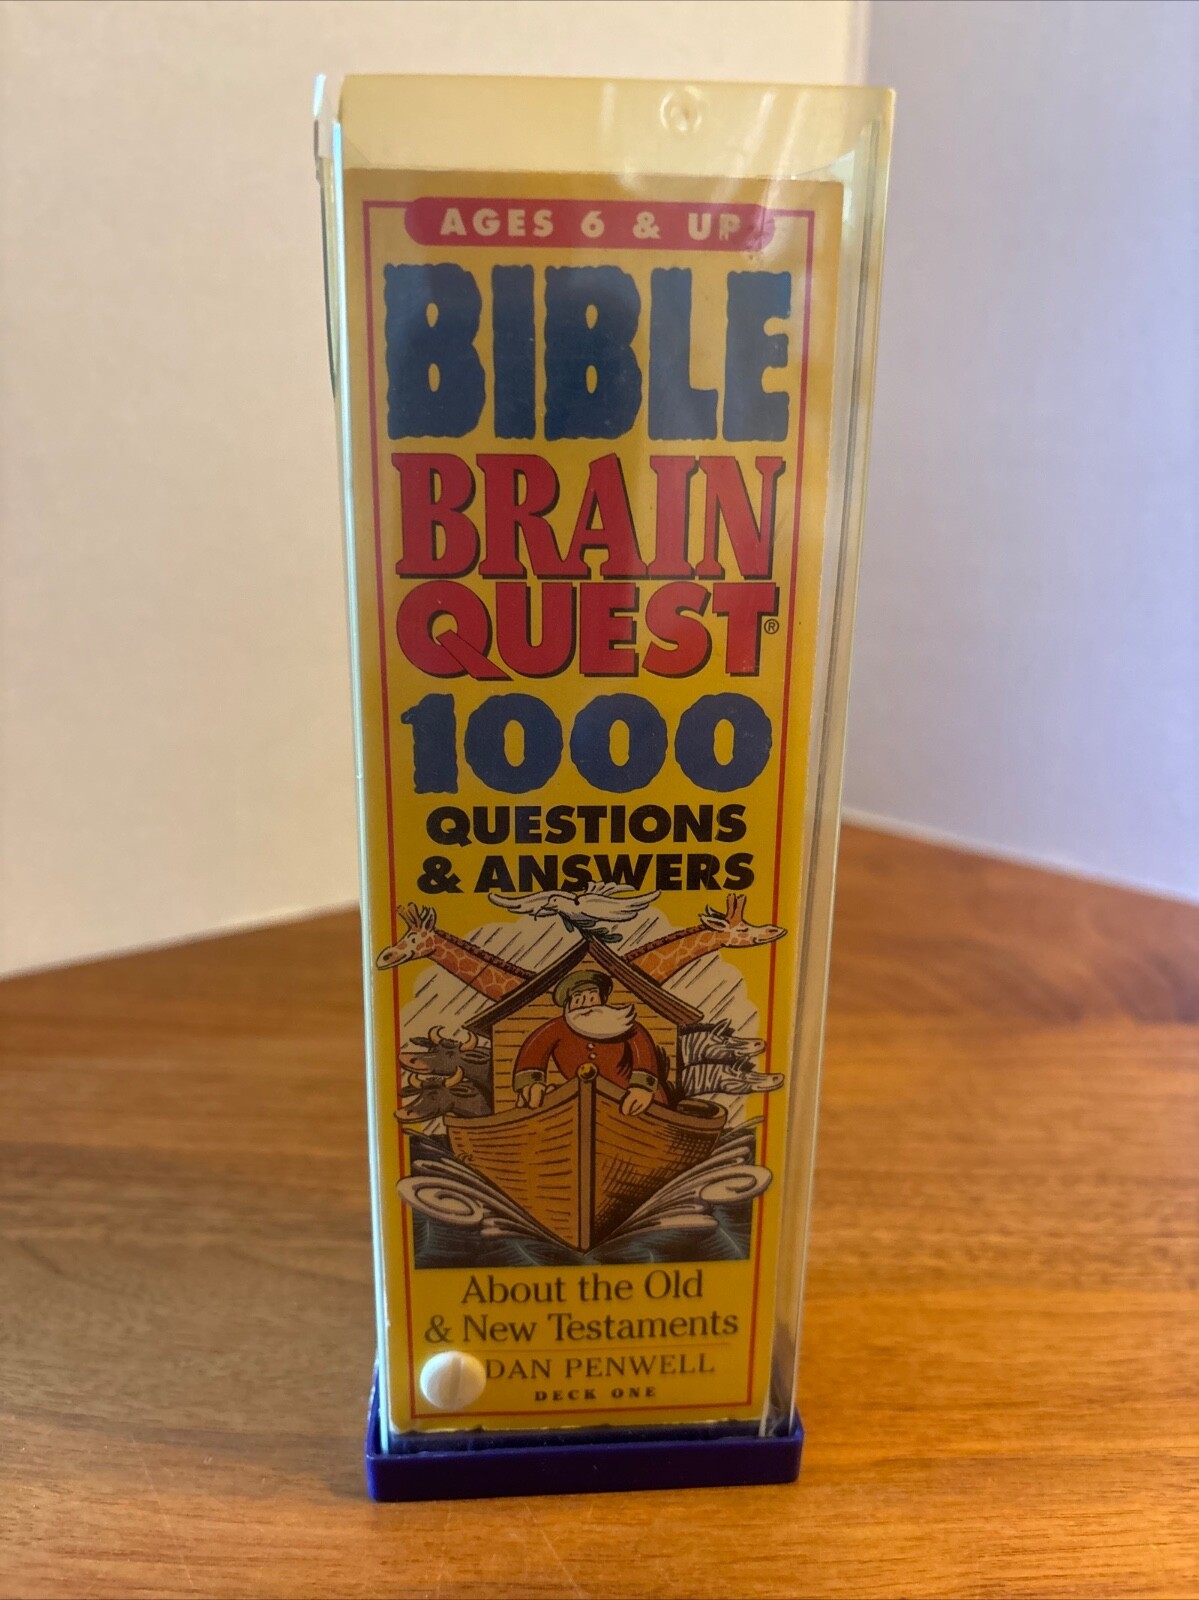 AGES 6 & UP
BIBLE
BRAIN
QUEST®
1000
QUESTIONS
& ANSWERS
About the Old
& New Testaments
DAN PENWELL
DECK ONE